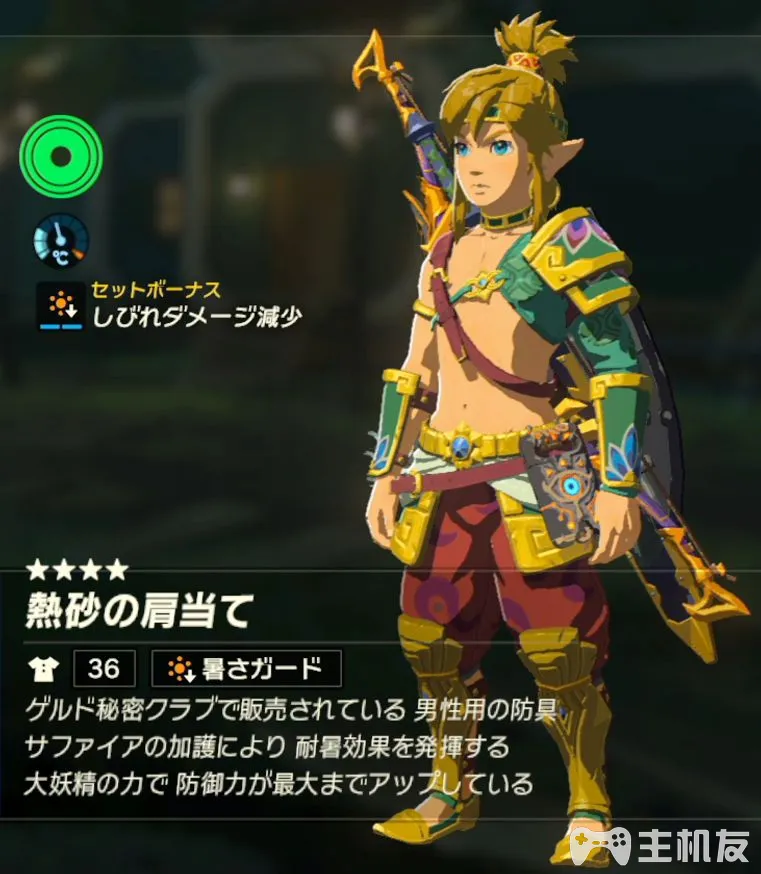 ℃
セットボーナス
しびれダメージ減少
★★★★
熱砂の肩当て
36 暑さガード
ゲルド秘密クラブで販売されている 男性用の防具
サファイアの加護により 耐暑効果を発揮する
大妖精の力で 防御力が最大までアップしている
主机友